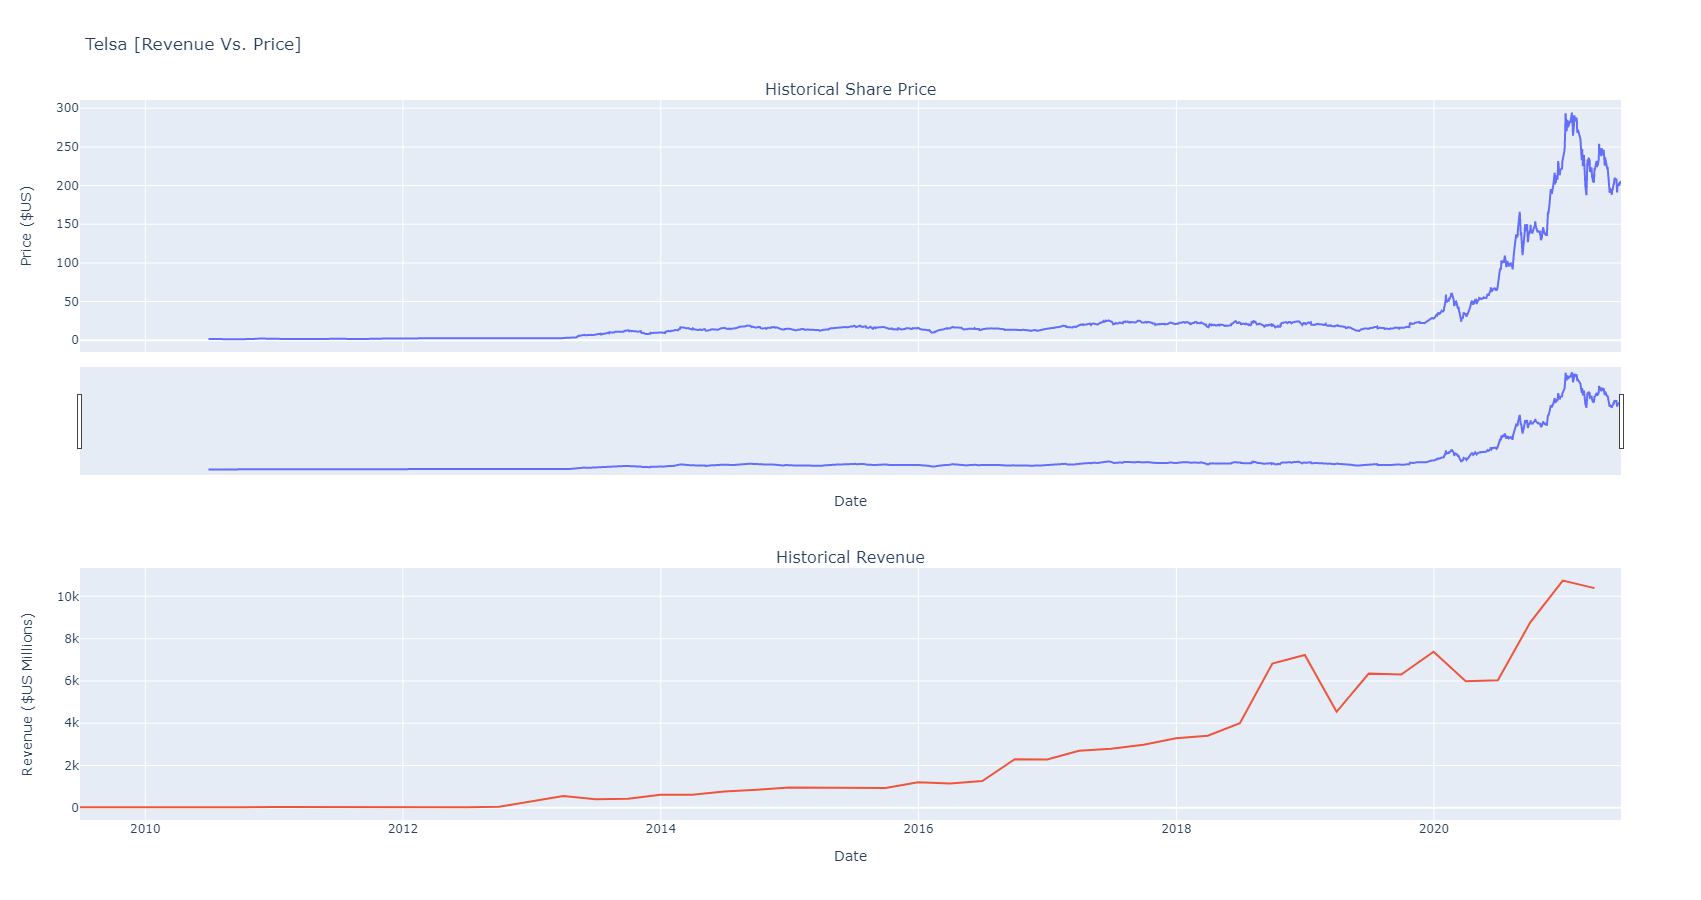 Telsa [Revenue Vs. Price]
Historical Share Price
300
250
200
150
100
50
0
Price ($US)
Date
Historical Revenue
10k
8k
6k
4k
2k
0
Revenue ($US Millions)
2010
2012
2014
2016
2018
2020
Date